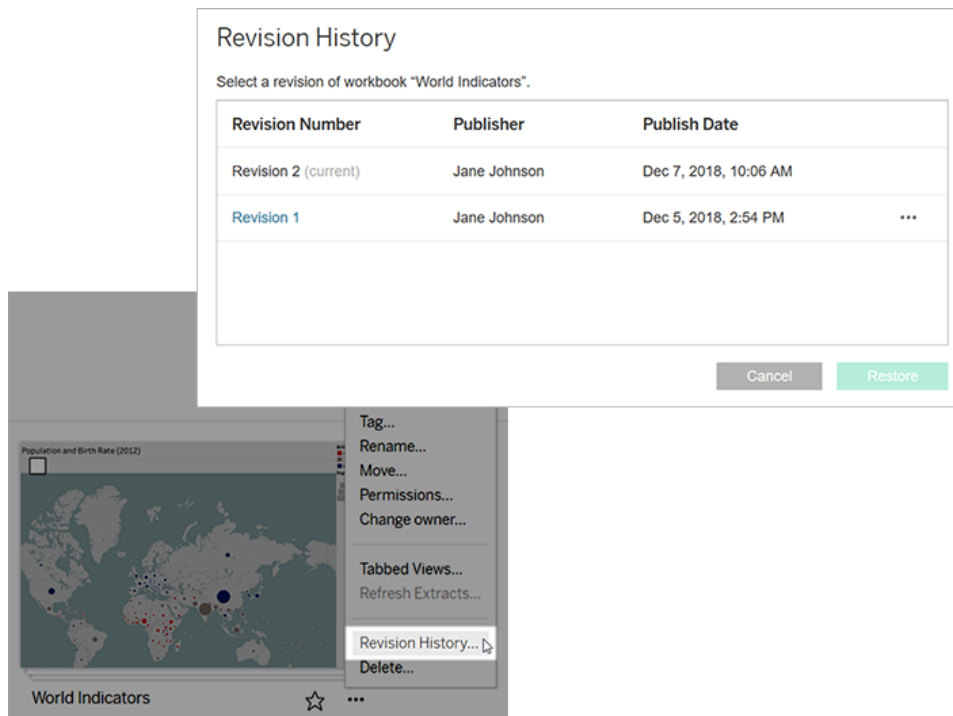 Revision History
Select a revision of workbook “World Indicators”.
Revision Number Publisher Publish Date
Revision 2 (current) Jane Johnson Dec 7, 2018, 10:06 AM
Revision 1 Jane Johnson Dec 5, 2018, 2:54 PM •••
Cancel Restore
Tag...
Rename...
Move...
Permissions...
Change owner...
Tabbed Views...
Refresh Extracts...
Revision History...
Delete...
Population and Birth Rate (2012)
World Indicators •••